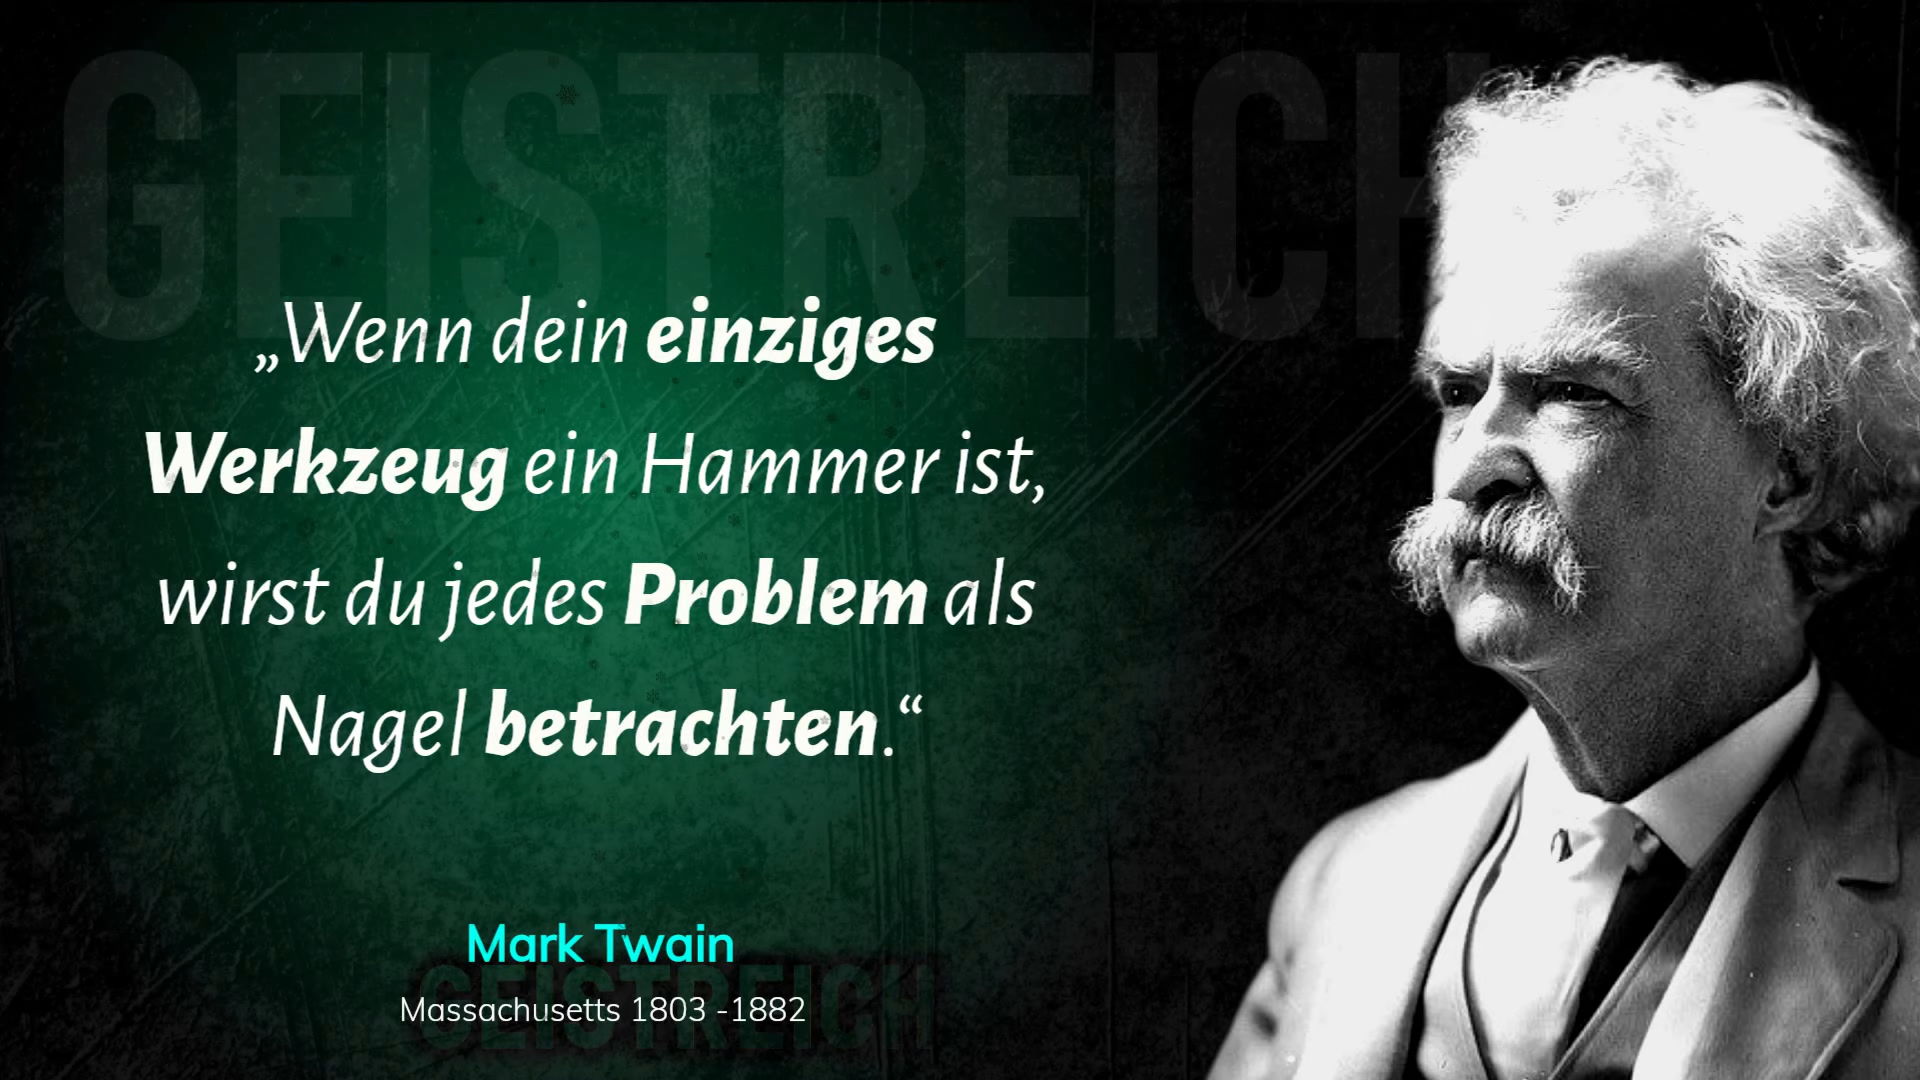 GEISTREICH
„Wenn dein einziges
Werkzeug ein Hammer ist,
wirst du jedes Problem als
Nagel betrachten.“
Mark Twain
GEISTREICH
Massachusetts 1803 -1882